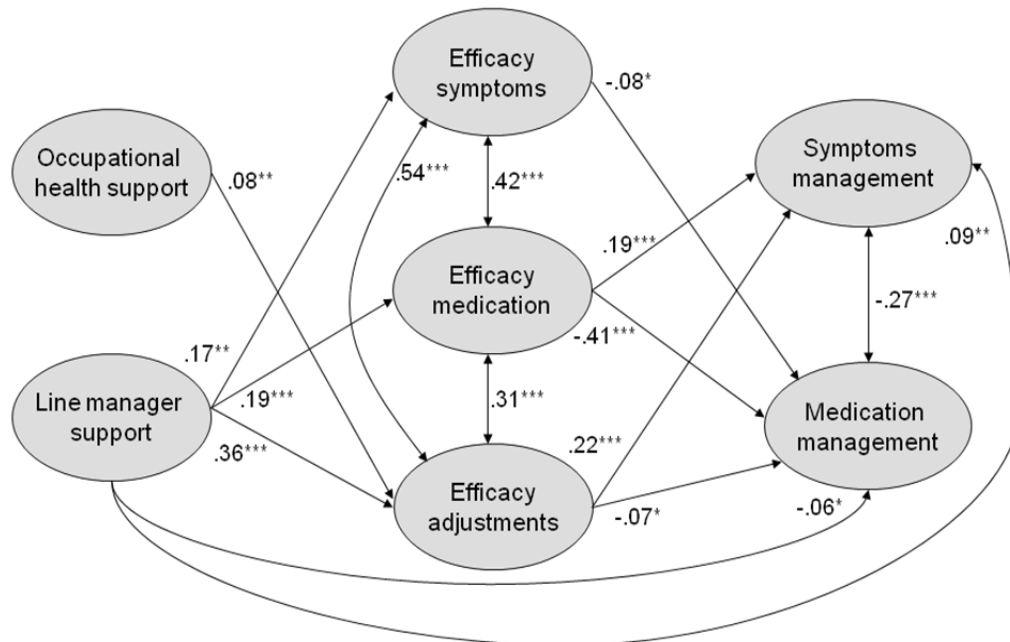 Efficacy
symptoms
-.08*
Occupational
health support
.08**
.54***
.42***
Symptoms
management
.09**
Efficacy
medication
.19***
-.41***
-.27***
.17**
Line manager
support
.19***
.36***
.31***
Efficacy
adjustments
.22***
-.07*
Medication
management
-.06*